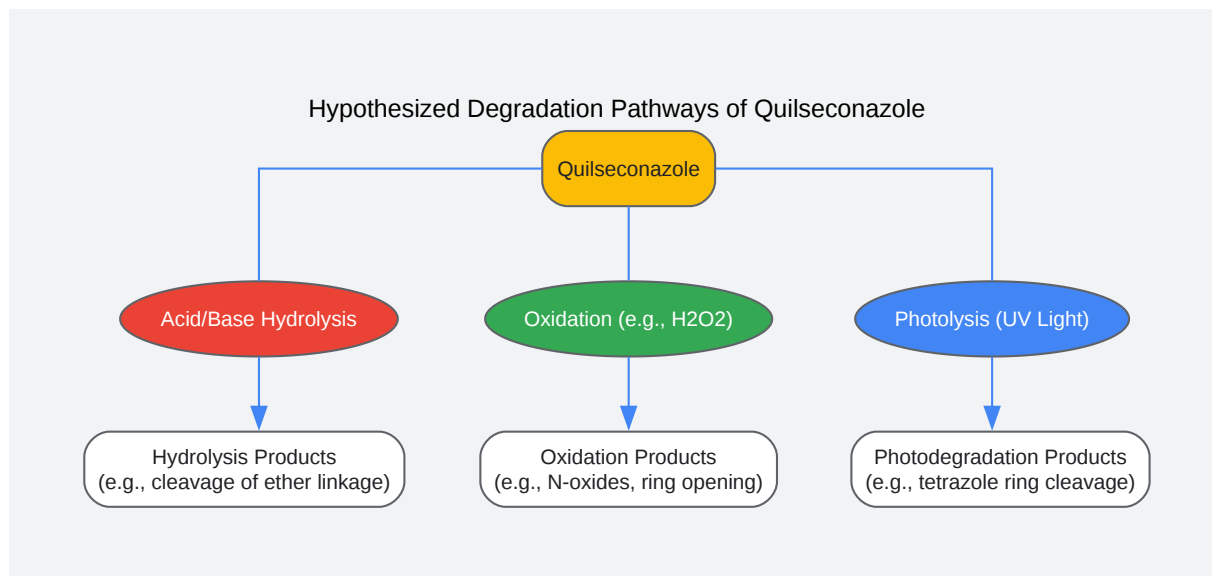 Hypothesized Degradation Pathways of Quilseconazole
Quilseconazole
Acid/Base Hydrolysis
Oxidation (e.g., H2O2)
Photolysis (UV Light)
Hydrolysis Products
(e.g., cleavage of ether linkage)
Oxidation Products
(e.g., N-oxides, ring opening)
Photodegradation Products
(e.g., tetrazole ring cleavage)